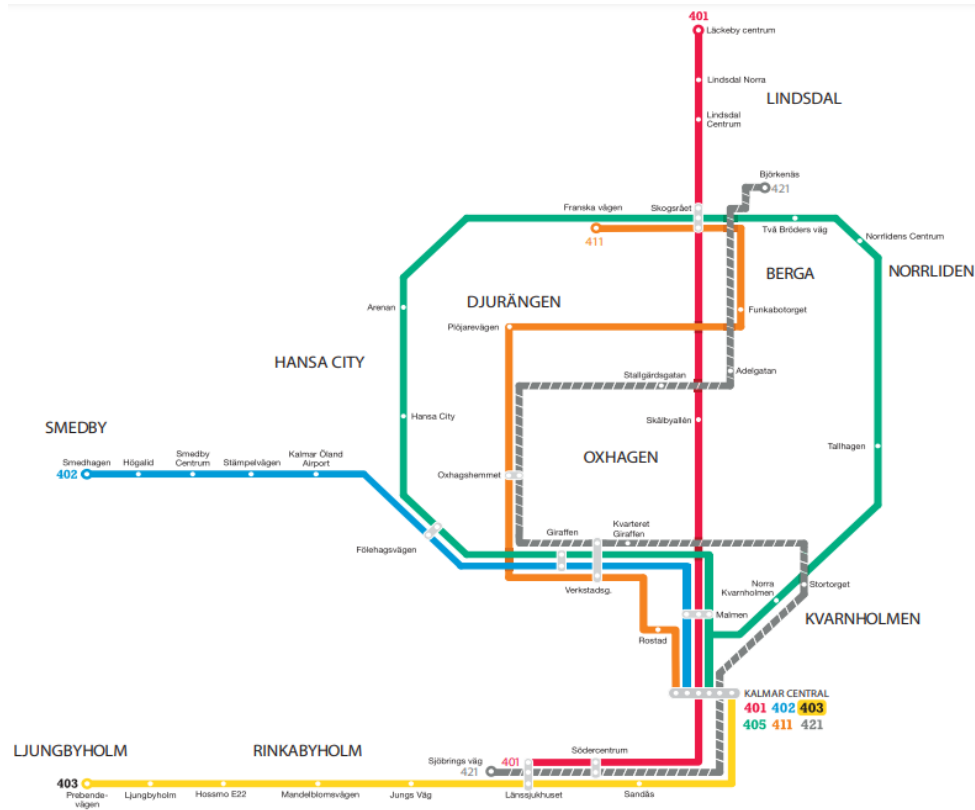 401
Läckeby centrum
Lindsdal Norra
LINDSDAL
Lindsdal
Centrum
Björkenäs
421
Franska vägen
Skogsrået
411
Två Bröders väg
Norrlidens Centrum
BERGA
NORRLIDEN
DJURÄNGEN
Arenan
Funkabotorget
Plöjarevägen
HANSA CITY
Adelgatan
Stallgårdsgatan
Hansa City
Skälbyallén
SMEDBY
Tallhagen
OXHAGEN
Smedhagen
Högalid
Smedby
Centrum
Stämpelvägen
Kalmar Öland
Airport
402
Oxhagshemmet
Giraffen
Kvarteret
Giraffen
Fölehagsvägen
Verkstadsg.
Norra
Kvarnholmen
Stortorget
Malmen
KVARNHOLMEN
Rostad
KALMAR CENTRAL
401 402 403
405 411 421
LJUNGBYHOLM
RINKABYHOLM
Sjöbrings väg
421
401
Södercentrum
403
Prebende-
vägen
Ljungbyholm
Hossmo E22
Mandelblomsvägen
Jungs Väg
Länssjukhuset
Sandås